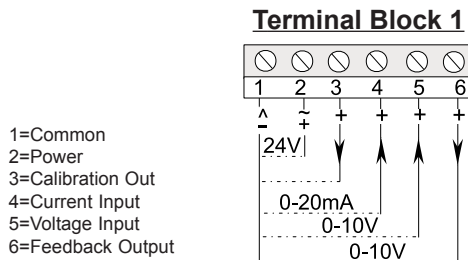 Terminal Block 1
1 2 3 4 5 6
^ ~ + + + +
- +
24V
1=Common
2=Power
3=Calibration Out
4=Current Input
5=Voltage Input
6=Feedback Output
0-20mA
0-10V
0-10V